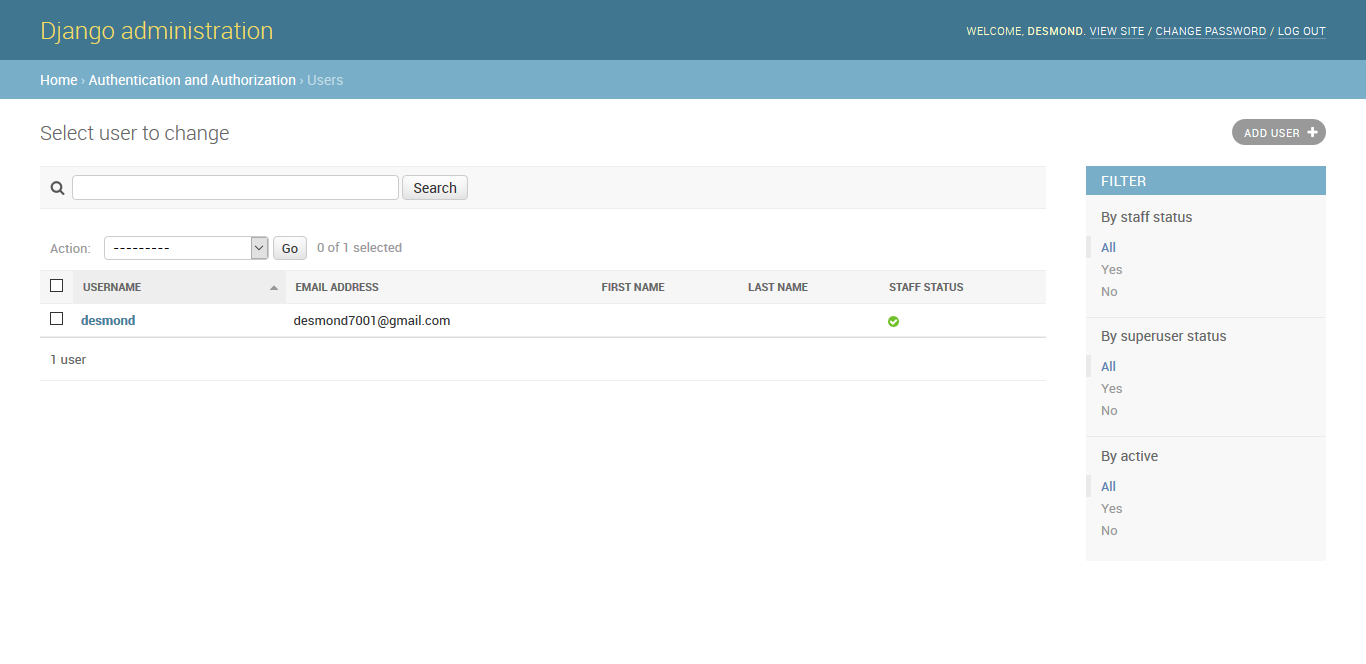 Django administration
WELCOME, DESMOND. VIEW SITE / CHANGE PASSWORD / LOG OUT
Home › Authentication and Authorization › Users
Select user to change
ADD USER +
Search
Action: --------- Go 0 of 1 selected
USERNAME EMAIL ADDRESS FIRST NAME LAST NAME STAFF STATUS
desmond desmond7001@gmail.com
1 user
FILTER
By staff status
All
Yes
No
By superuser status
All
Yes
No
By active
All
Yes
No